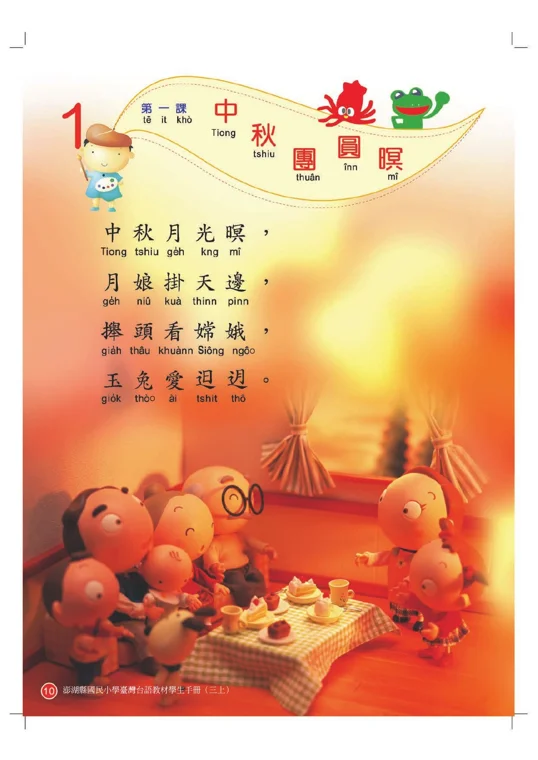 1
第一課
tē it khò
中秋團圓暝
Tiong tshiu thuân înn mî
中秋月光暝，
Tiong tshiu ge̍h kng mî
月娘掛天邊，
ge̍h niû kuà thinn pinn
攑頭看嫦娥，
gia̍h thâu khuànn Siông ngôo
玉兔愛𨑨迌。
gio̍k thòo ài tshit thô
10 澎湖縣國民小學臺灣台語教材學生手冊（三上）